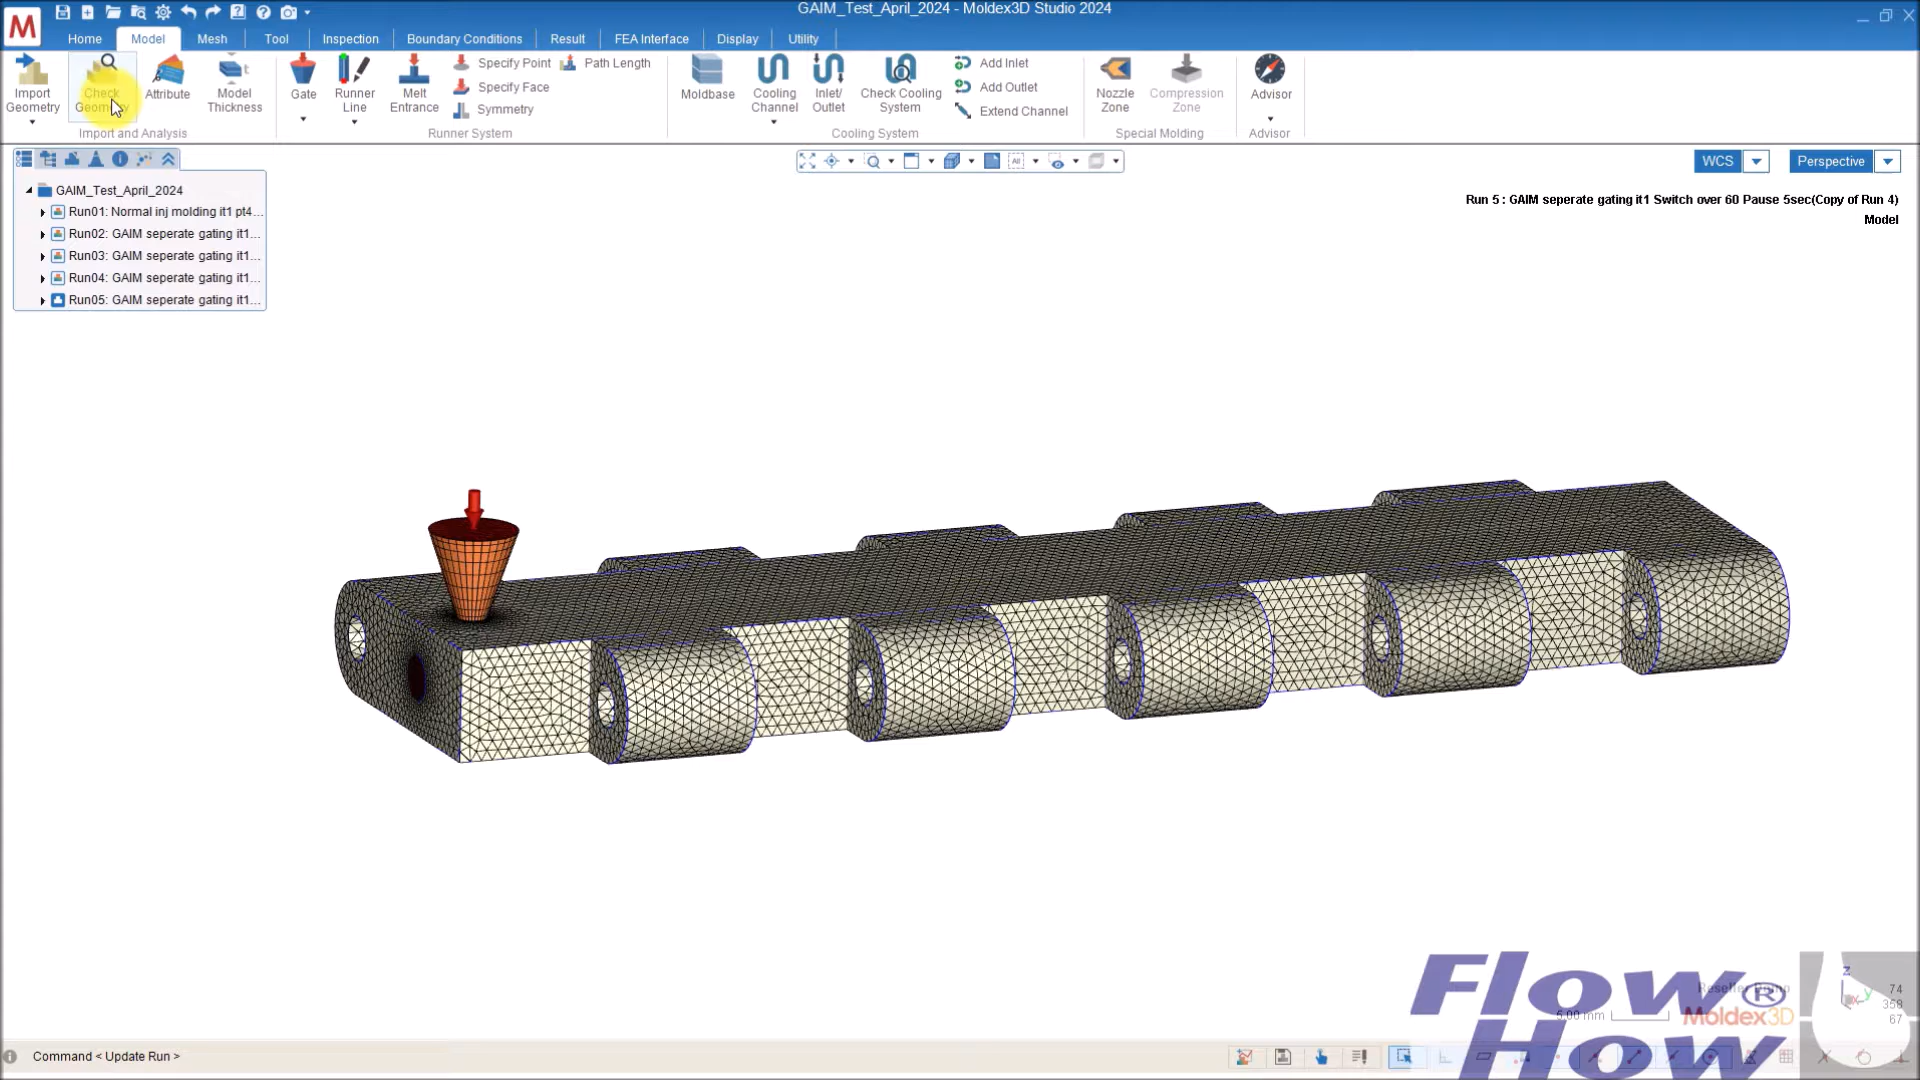 GAIM_Test_April_2024 - Moldex3D Studio 2024
M
Home Model Mesh Tool Inspection Boundary Conditions Result FEA Interface Display Utility
Import Geometry
Check Geometry
Attribute
Model Thickness
Import and Analysis
Gate
Runner Line
Melt Entrance
Specify Point
Specify Face
Symmetry
Path Length
Runner System
Moldbase
Cooling Channel
Inlet/ Outlet
Check Cooling System
Add Inlet
Add Outlet
Extend Channel
Cooling System
Nozzle Zone
Compression Zone
Special Molding
Advisor
Advisor
WCS
Perspective
GAIM_Test_April_2024
Run01: Normal inj molding it1 pt4...
Run02: GAIM seperate gating it1...
Run03: GAIM seperate gating it1...
Run04: GAIM seperate gating it1...
Run05: GAIM seperate gating it1...
Run 5 : GAIM seperate gating it1 Switch over 60 Pause 5sec(Copy of Run 4)
Model
Flow®
How
Moldex3D
5.00 mm
z
y
x
74
358
67
Command < Update Run >